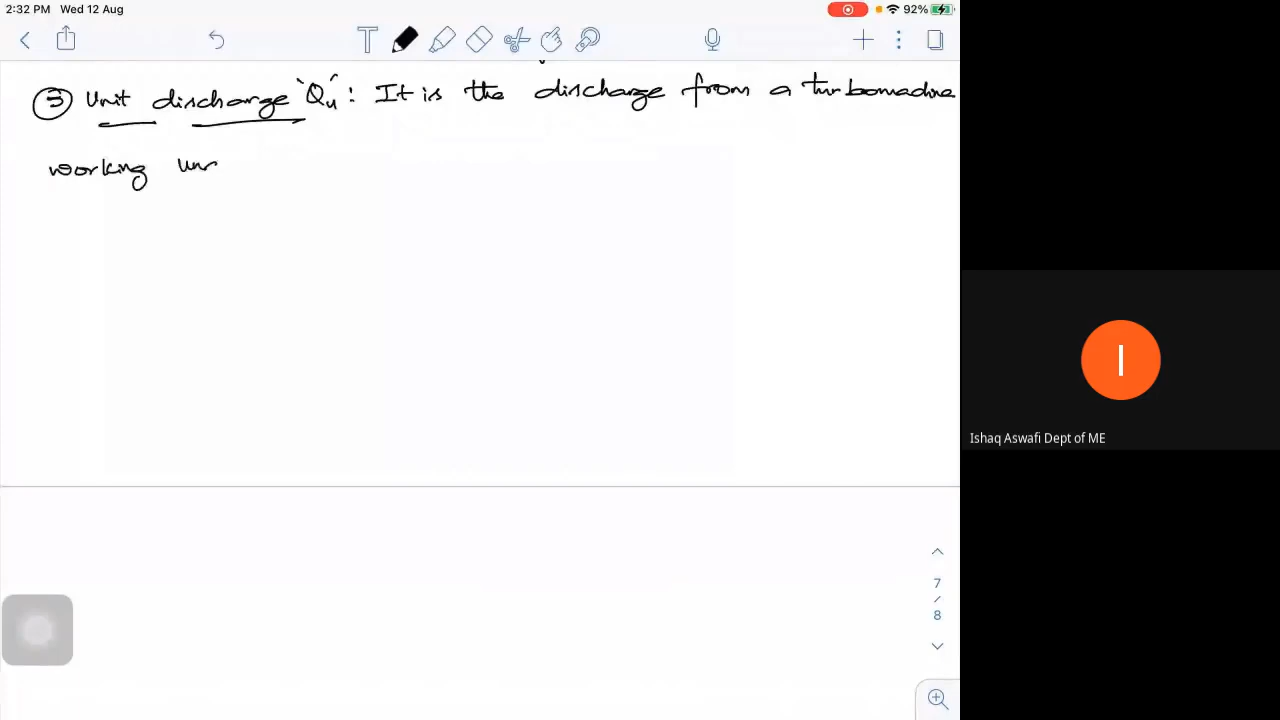 2:32 PM Wed 12 Aug
92%
③ Unit discharge "Qu": It is the discharge from a turbomachine
working un
7
/
8
I
Ishaq Aswafi Dept of ME